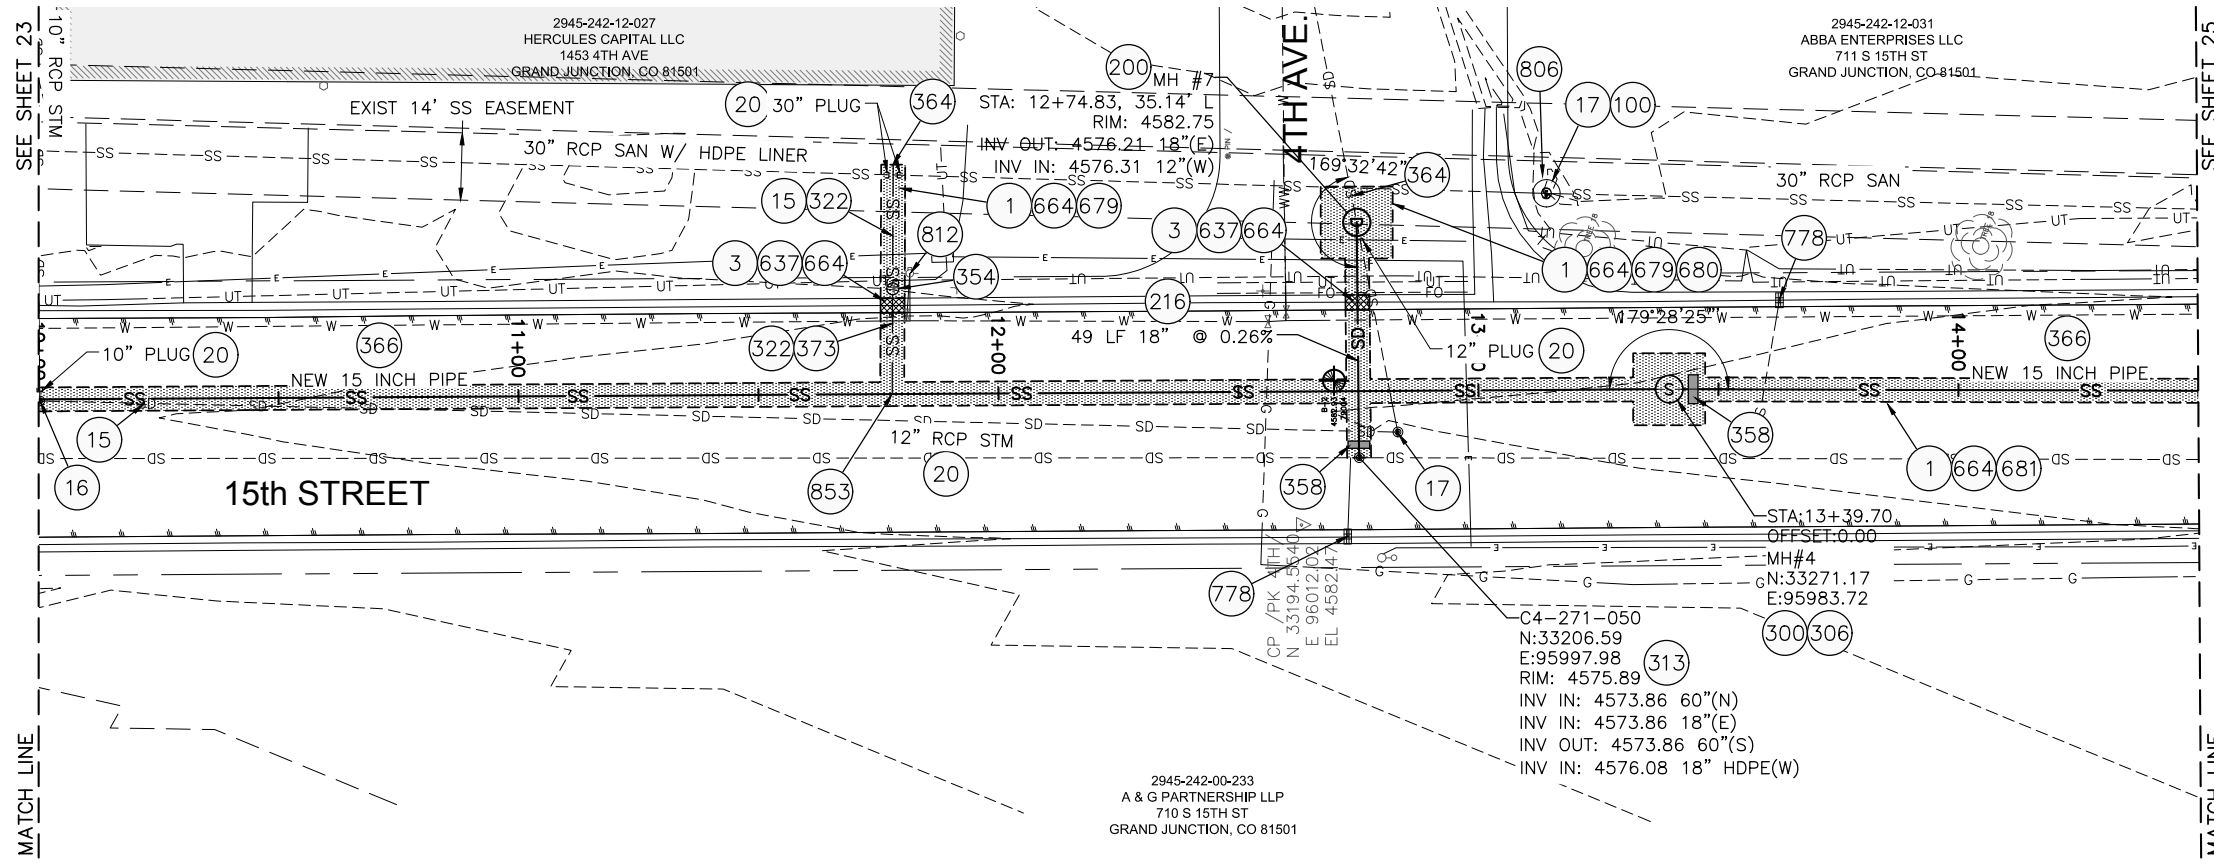 SEE SHEET 23
10" RCP STM
2945-242-12-027
HERCULES CAPITAL LLC
1453 4TH AVE
GRAND JUNCTION, CO 81501
EXIST 14' SS EASEMENT
30" RCP SAN W/ HDPE LINER
20 30" PLUG
364
200 MH #7
STA: 12+74.83, 35.14' L
RIM: 4582.75
INV OUT: 4576.21 18"(E)
INV IN: 4576.31 12"(W)
4TH AVE.
169°32'42"
364
806
17 100
2945-242-12-031
ABBA ENTERPRISES LLC
711 S 15TH ST
GRAND JUNCTION, CO 81501
SEE SHEET 25
30" RCP SAN
15 322
1 664 679
812
3 637 664
354
3 637 664
1 664 679 680
778
216
10" PLUG 20
366
11+00
322 373
12+00
49 LF 18" @ 0.26%
12" PLUG 20
179°28'25"
14+00
366
NEW 15 INCH PIPE
NEW 15 INCH PIPE
15
16
12" RCP STM
20
853
358
17
358
1 664 681
15th STREET
778
CP /PK 4TH/
N 33194.5540
E 96012.02
EL 4582.47
STA:13+39.70
OFFSET:0.00
MH#4
N:33271.17
E:95983.72
300 306
C4-271-050
N:33206.59
E:95997.98
313
RIM: 4575.89
INV IN: 4573.86 60"(N)
INV IN: 4573.86 18"(E)
INV OUT: 4573.86 60"(S)
INV IN: 4576.08 18" HDPE(W)
2945-242-00-233
A & G PARTNERSHIP LLP
710 S 15TH ST
GRAND JUNCTION, CO 81501
MATCH LINE
MATCH LINE